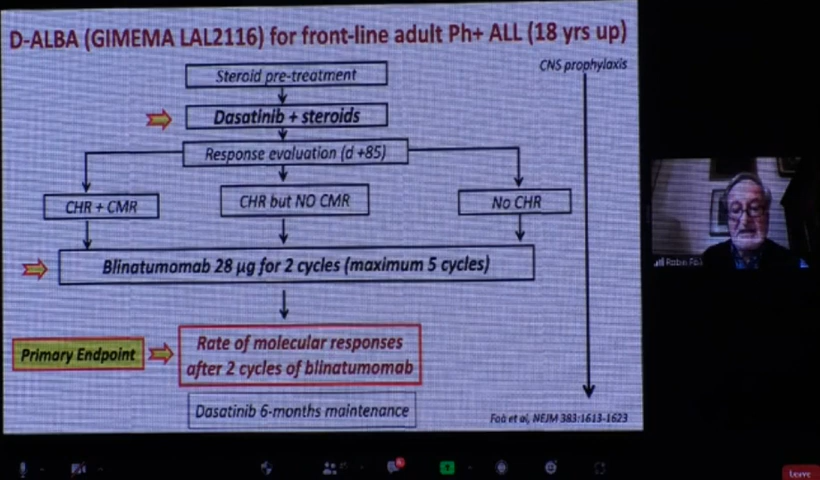 D-ALBA (GIMEMA LAL2116) for front-line adult Ph+ ALL (18 yrs up)
CNS prophylaxis
Steroid pre-treatment
Dasatinib + steroids
Response evaluation (d +85)
CHR + CMR
CHR but NO CMR
No CHR
Blinatumomab 28 µg for 2 cycles (maximum 5 cycles)
Primary Endpoint
Rate of molecular responses
after 2 cycles of blinatumomab
Dasatinib 6-months maintenance
Foà et al, NEJM 383:1613-1623
Leave